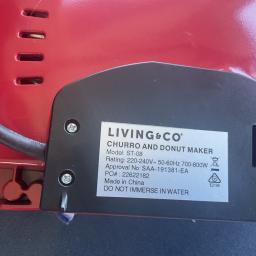 LIVING&CO
CHURRO AND DONUT MAKER
Model: ST-08
Rating: 220-240V~ 50-60Hz 700-800W
Approval No: SAA-191381-EA
PO#: 22622182
Made in China
DO NOT IMMERSE IN WATER